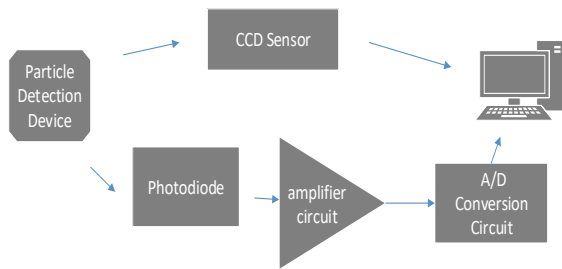 CCD Sensor
Particle
Detection
Device
Photodiode
amplifier
circuit
A/D
Conversion
Circuit